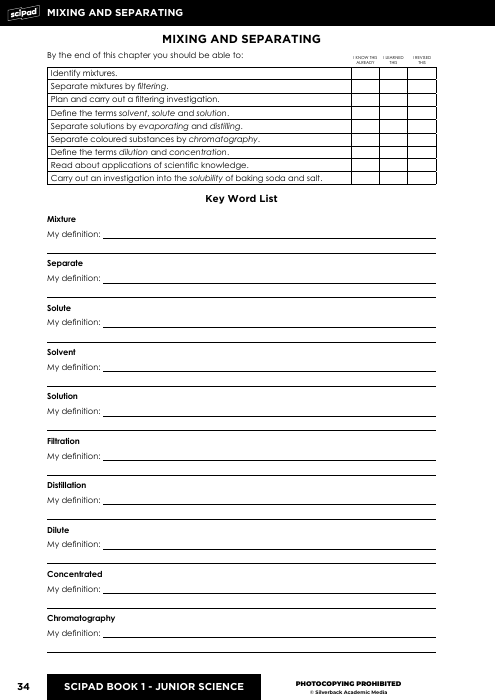 scipad MIXING AND SEPARATING
MIXING AND SEPARATING
By the end of this chapter you should be able to:
I KNOW THIS ALREADY
I LEARNED THIS
I REVISED THIS
Identify mixtures.
Separate mixtures by filtering.
Plan and carry out a filtering investigation.
Define the terms solvent, solute and solution.
Separate solutions by evaporating and distilling.
Separate coloured substances by chromatography.
Define the terms dilution and concentration.
Read about applications of scientific knowledge.
Carry out an investigation into the solubility of baking soda and salt.
Key Word List
Mixture
My definition:
Separate
My definition:
Solute
My definition:
Solvent
My definition:
Solution
My definition:
Filtration
My definition:
Distillation
My definition:
Dilute
My definition:
Concentrated
My definition:
Chromatography
My definition:
34 SCIPAD BOOK 1 - JUNIOR SCIENCE
PHOTOCOPYING PROHIBITED
© Silverback Academic Media